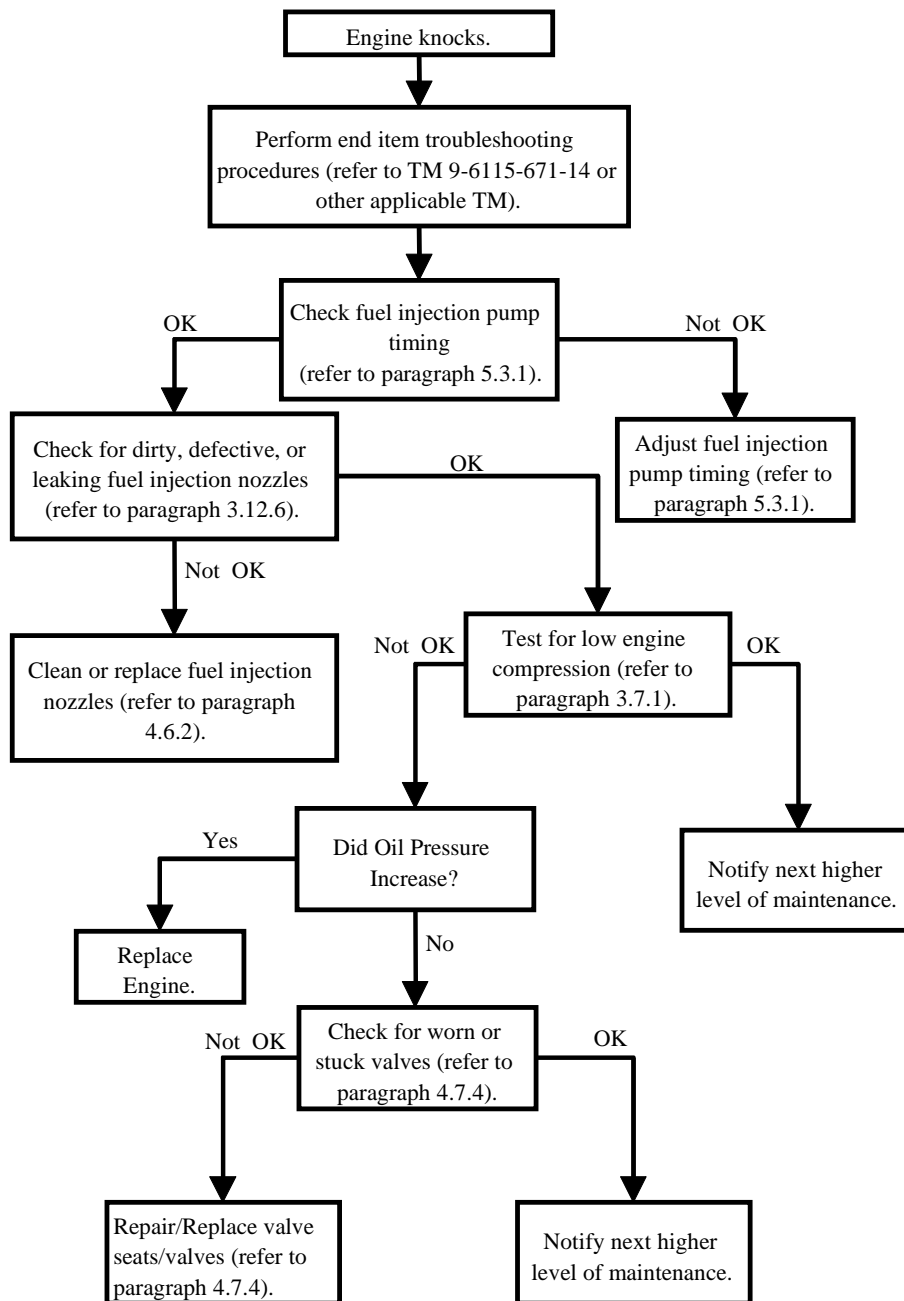 Engine knocks.
Perform end item troubleshooting
procedures (refer to TM 9-6115-671-14 or
other applicable TM).
OK
Check fuel injection pump
timing
(refer to paragraph 5.3.1).
Not OK
Check for dirty, defective, or
leaking fuel injection nozzles
(refer to paragraph 3.12.6).
OK
Adjust fuel injection
pump timing (refer to
paragraph 5.3.1).
Not OK
Clean or replace fuel injection
nozzles (refer to paragraph
4.6.2).
Not OK
Test for low engine
compression (refer to
paragraph 3.7.1).
OK
Yes
Did Oil Pressure
Increase?
Notify next higher
level of maintenance.
Replace
Engine.
No
Not OK
Check for worn or
stuck valves (refer to
paragraph 4.7.4).
OK
Repair/Replace valve
seats/valves (refer to
paragraph 4.7.4).
Notify next higher
level of maintenance.